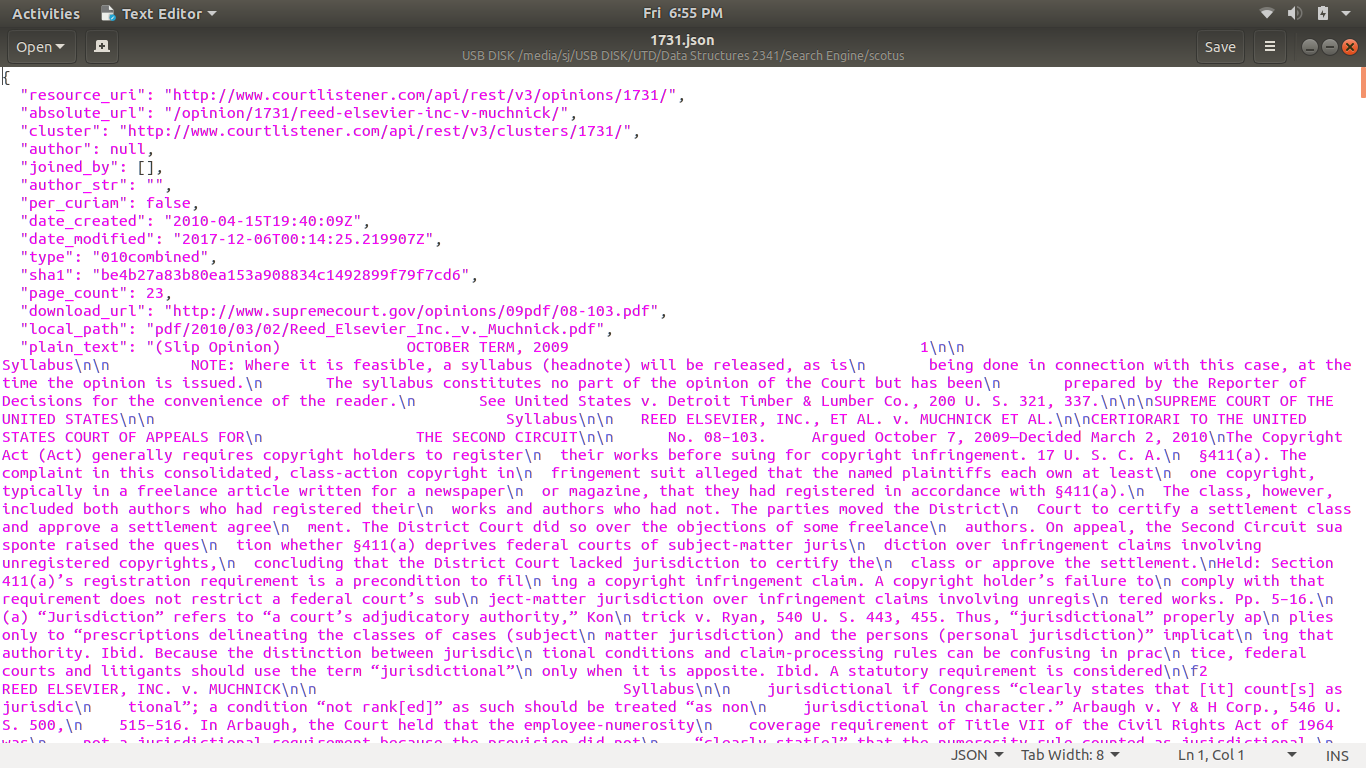 Activities Text Editor Fri 6:55 PM
Open 1731.json Save
USB DISK /media/sj/USB DISK/UTD/Data Structures 2341/Search Engine/scotus
{
"resource_uri": "http://www.courtlistener.com/api/rest/v3/opinions/1731/",
"absolute_url": "/opinion/1731/reed-elsevier-inc-v-muchnick/",
"cluster": "http://www.courtlistener.com/api/rest/v3/clusters/1731/",
"author": null,
"joined_by": [],
"author_str": "",
"per_curiam": false,
"date_created": "2010-04-15T19:40:09Z",
"date_modified": "2017-12-06T00:14:25.219907Z",
"type": "010combined",
"sha1": "be4b27a83b80ea153a908834c1492899f79f7cd6",
"page_count": 23,
"download_url": "http://www.supremecourt.gov/opinions/09pdf/08-103.pdf",
"local_path": "pdf/2010/03/02/Reed_Elsevier_Inc._v._Muchnick.pdf",
"plain_text": "(Slip Opinion) OCTOBER TERM, 2009 1\n\n
Syllabus\n\n NOTE: Where it is feasible, a syllabus (headnote) will be released, as is\n being done in connection with this case, at the
time the opinion is issued.\n The syllabus constitutes no part of the opinion of the Court but has been\n prepared by the Reporter of
Decisions for the convenience of the reader.\n See United States v. Detroit Timber & Lumber Co., 200 U. S. 321, 337.\n\n\nSUPREME COURT OF THE
UNITED STATES\n\n Syllabus\n\n REED ELSEVIER, INC., ET AL. v. MUCHNICK ET AL.\n\nCERTIORARI TO THE UNITED
STATES COURT OF APPEALS FOR\n THE SECOND CIRCUIT\n\n No. 08–103. Argued October 7, 2009—Decided March 2, 2010\nThe Copyright
Act (Act) generally requires copyright holders to register\n their works before suing for copyright infringement. 17 U. S. C. A.\n §411(a). The
complaint in this consolidated, class-action copyright in\n fringement suit alleged that the named plaintiffs each own at least\n one copyright,
typically in a freelance article written for a newspaper\n or magazine, that they had registered in accordance with §411(a).\n The class, however,
included both authors who had registered their\n works and authors who had not. The parties moved the District\n Court to certify a settlement class
and approve a settlement agree\n ment. The District Court did so over the objections of some freelance\n authors. On appeal, the Second Circuit sua
sponte raised the ques\n tion whether §411(a) deprives federal courts of subject-matter juris\n diction over infringement claims involving
unregistered copyrights,\n concluding that the District Court lacked jurisdiction to certify the\n class or approve the settlement.\nHeld: Section
411(a)’s registration requirement is a precondition to fil\n ing a copyright infringement claim. A copyright holder’s failure to\n comply with that
requirement does not restrict a federal court’s sub\n ject-matter jurisdiction over infringement claims involving unregis\n tered works. Pp. 5–16.\n
(a) “Jurisdiction” refers to “a court’s adjudicatory authority,” Kon\n trick v. Ryan, 540 U. S. 443, 455. Thus, “jurisdictional” properly ap\n plies
only to “prescriptions delineating the classes of cases (subject\n matter jurisdiction) and the persons (personal jurisdiction)” implicat\n ing that
authority. Ibid. Because the distinction between jurisdic\n tional conditions and claim-processing rules can be confusing in prac\n tice, federal
courts and litigants should use the term “jurisdictional”\n only when it is apposite. Ibid. A statutory requirement is considered\n\f2
REED ELSEVIER, INC. v. MUCHNICK\n\n Syllabus\n\n jurisdictional if Congress “clearly states that [it] count[s] as
jurisdic\n tional”; a condition “not rank[ed]” as such should be treated “as non\n jurisdictional in character.” Arbaugh v. Y & H Corp., 546 U.
S. 500,\n 515–516. In Arbaugh, the Court held that the employee-numerosity\n coverage requirement of Title VII of the Civil Rights Act of 1964
was\n not a jurisdictional requirement because the provision did not\n “clearly stat[e]” that the numerosity rule counted as jurisdictional.\n
JSON Tab Width: 8 Ln 1, Col 1 INS